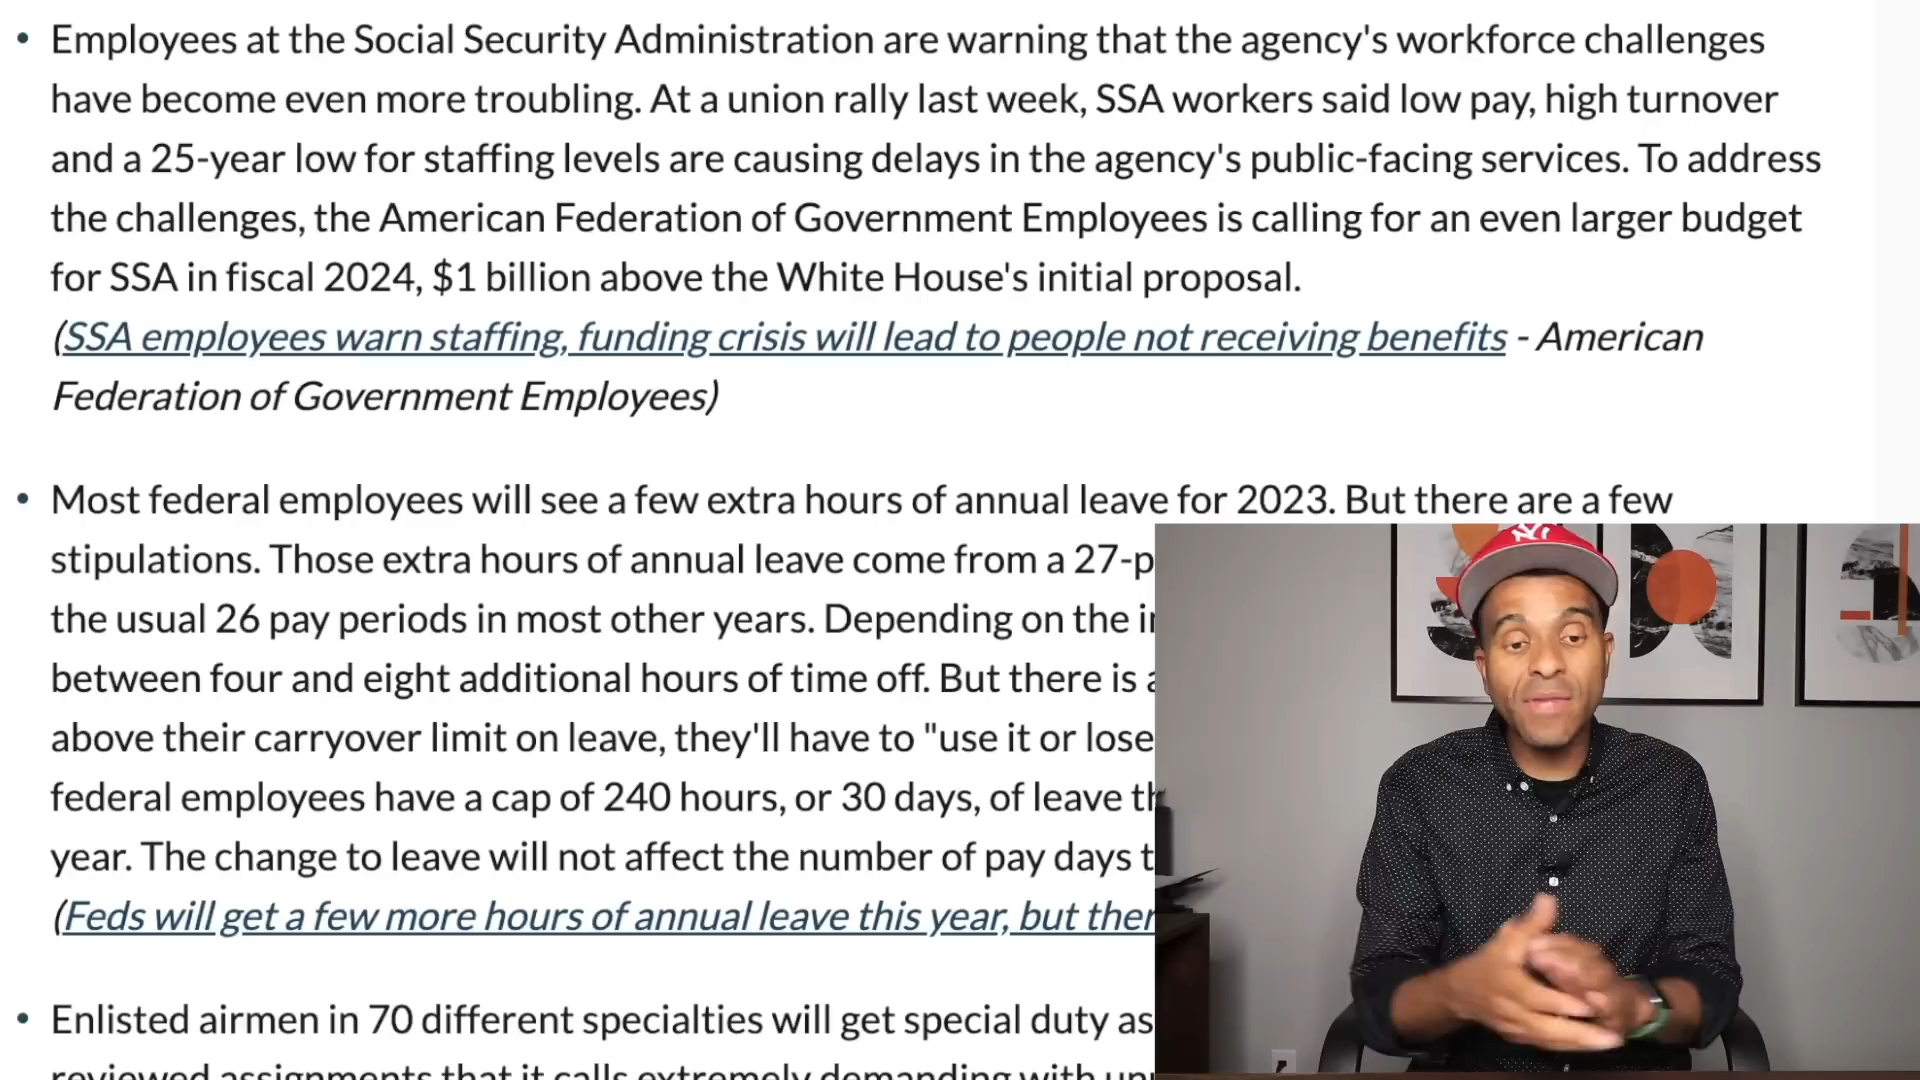 • Employees at the Social Security Administration are warning that the agency's workforce challenges
have become even more troubling. At a union rally last week, SSA workers said low pay, high turnover
and a 25-year low for staffing levels are causing delays in the agency's public-facing services. To address
the challenges, the American Federation of Government Employees is calling for an even larger budget
for SSA in fiscal 2024, $1 billion above the White House's initial proposal.
(SSA employees warn staffing, funding crisis will lead to people not receiving benefits - American
Federation of Government Employees)
• Most federal employees will see a few extra hours of annual leave for 2023. But there are a few
stipulations. Those extra hours of annual leave come from a 27-p
the usual 26 pay periods in most other years. Depending on the
between four and eight additional hours of time off. But there is
above their carryover limit on leave, they'll have to "use it or lose
federal employees have a cap of 240 hours, or 30 days, of leave
year. The change to leave will not affect the number of pay days
(Feds will get a few more hours of annual leave this year, but
• Enlisted airmen in 70 different specialties will get special duty as
reviewed assignments that it calls extremely demanding with
NY